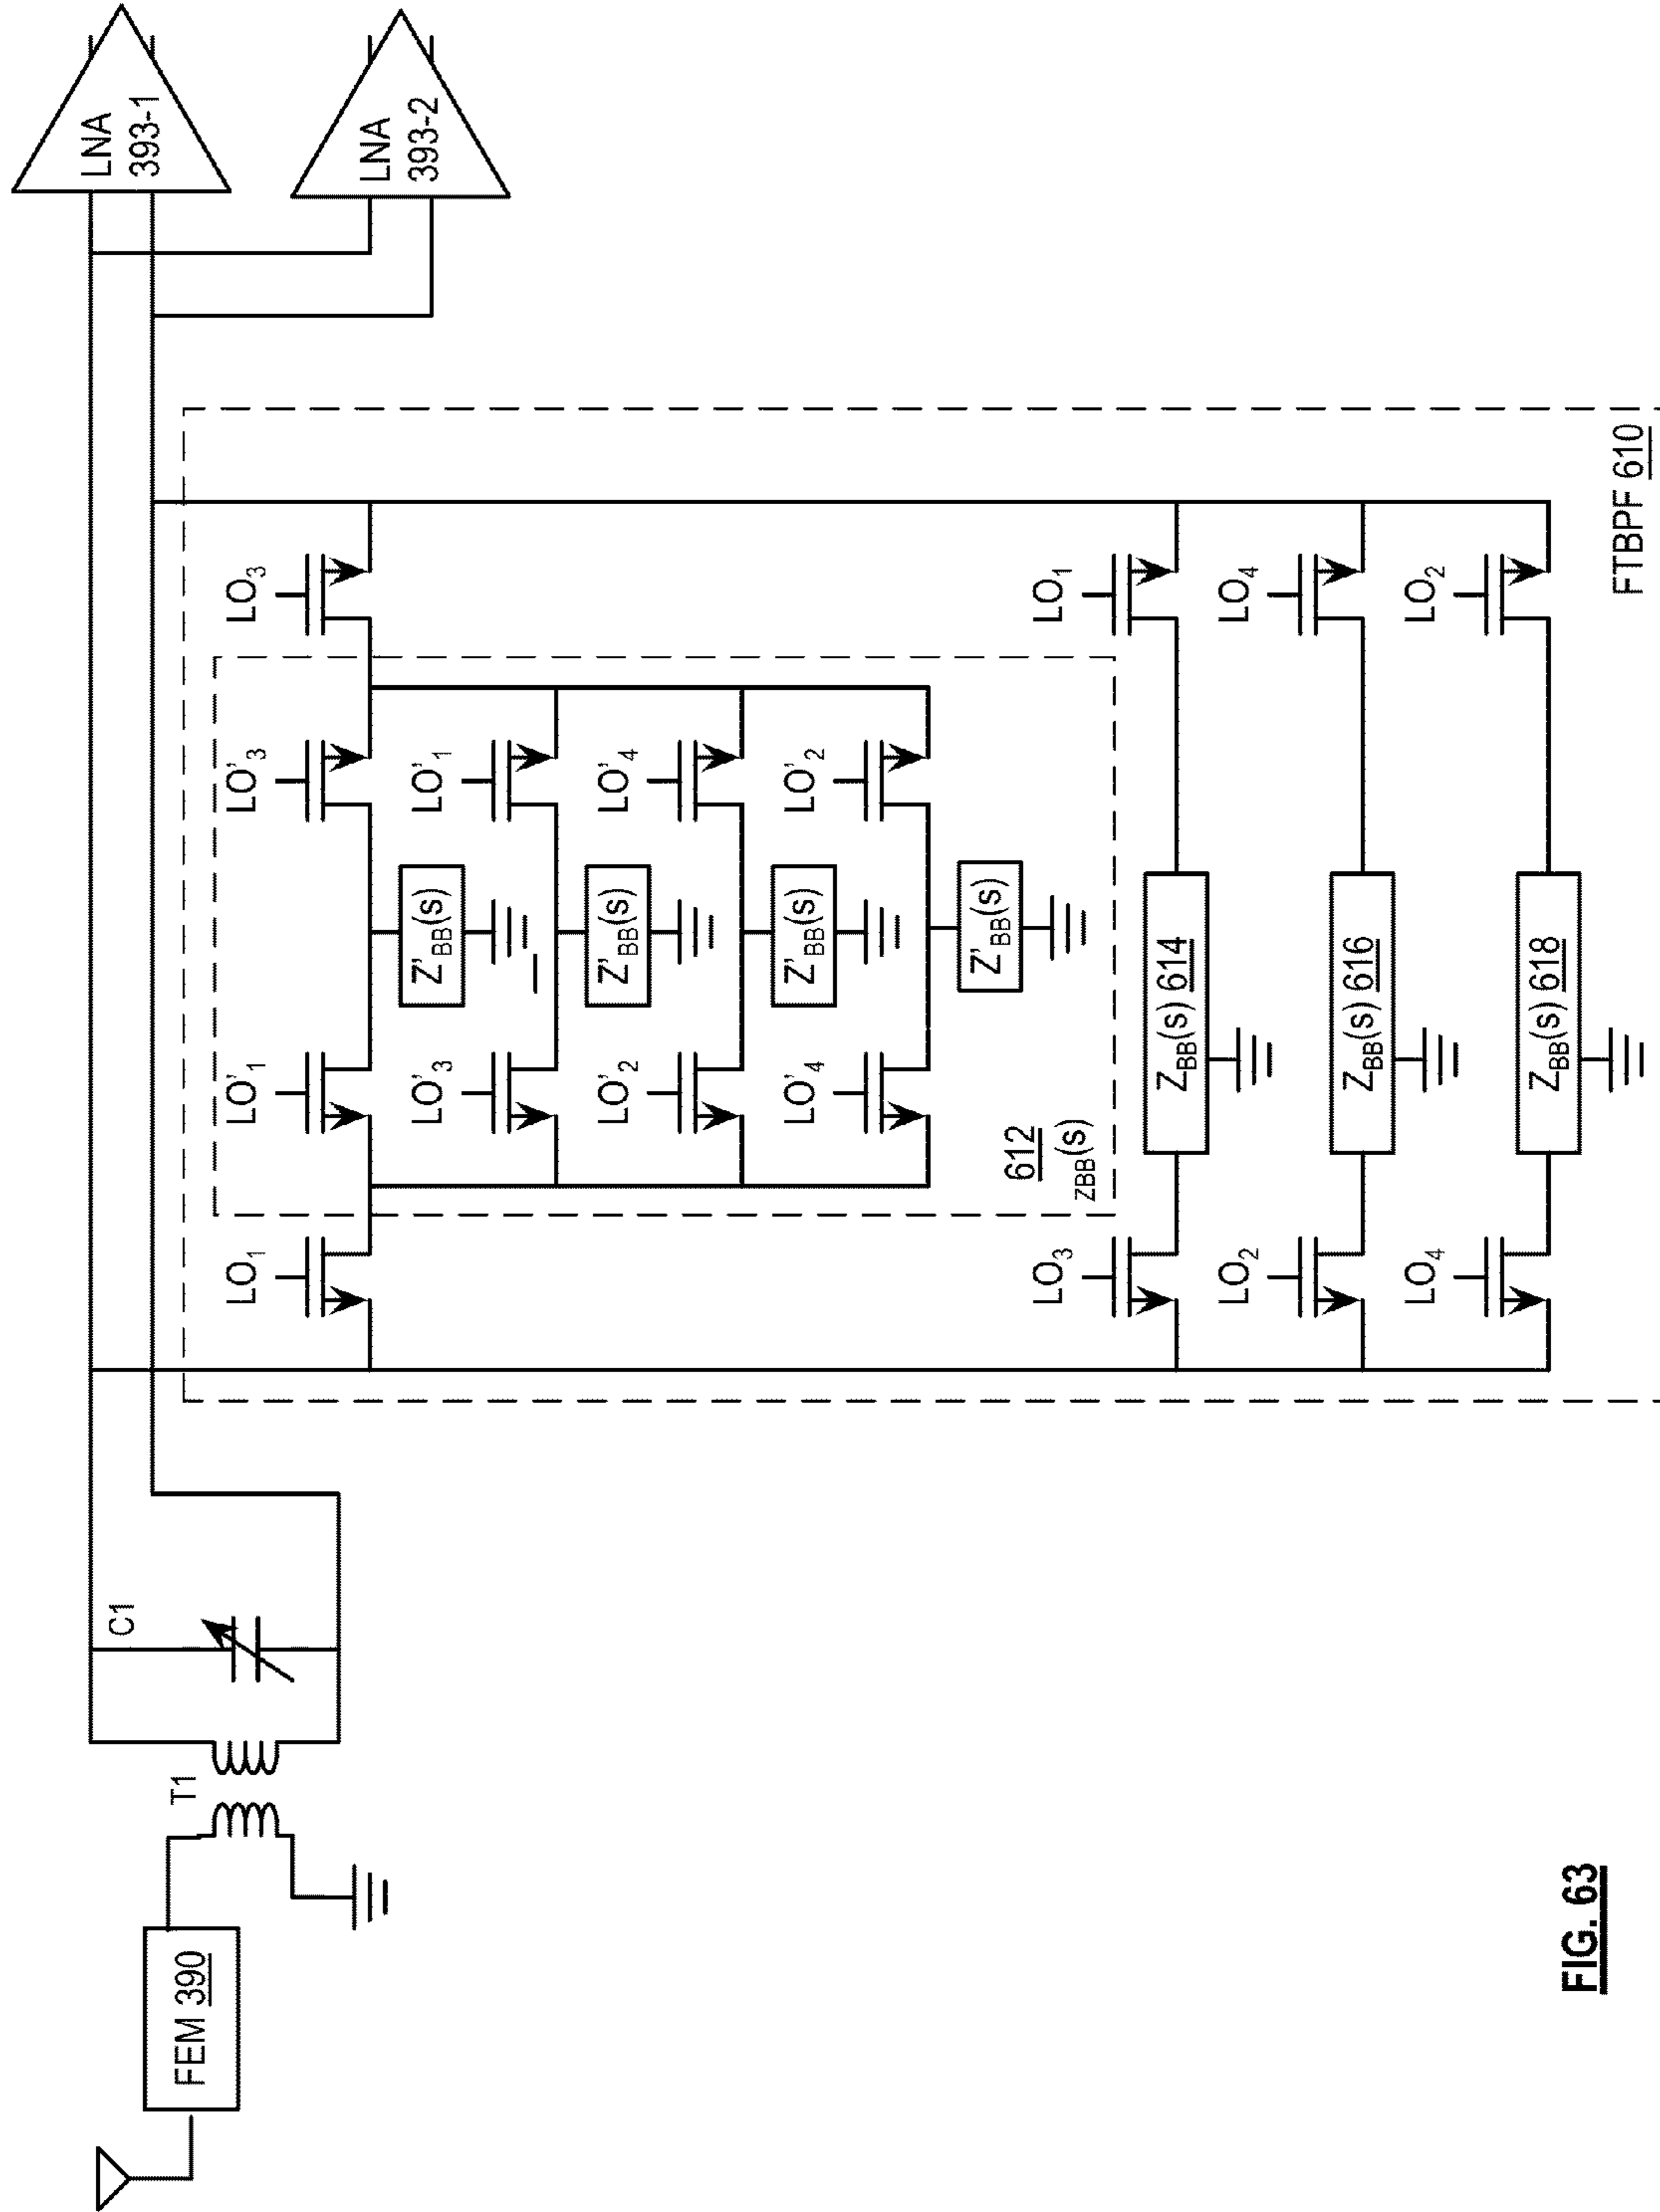 LNA
393-1
C1
T1
FEM 390
LO₁
LO'₁
LO'₃
LO₃
LNA
393-2
LO'₃
LO'₁
Z'BB(s)
LO'₂
LO'₄
Z'BB(s)
LO'₄
LO'₂
Z'BB(s)
Z'BB(s)
612
ZBB(s)
LO₃
LO₁
ZBB(s) 614
LO₂
LO₄
ZBB(s) 616
LO₄
LO₂
ZBB(s) 618
FIG. 63
FTBPF 610